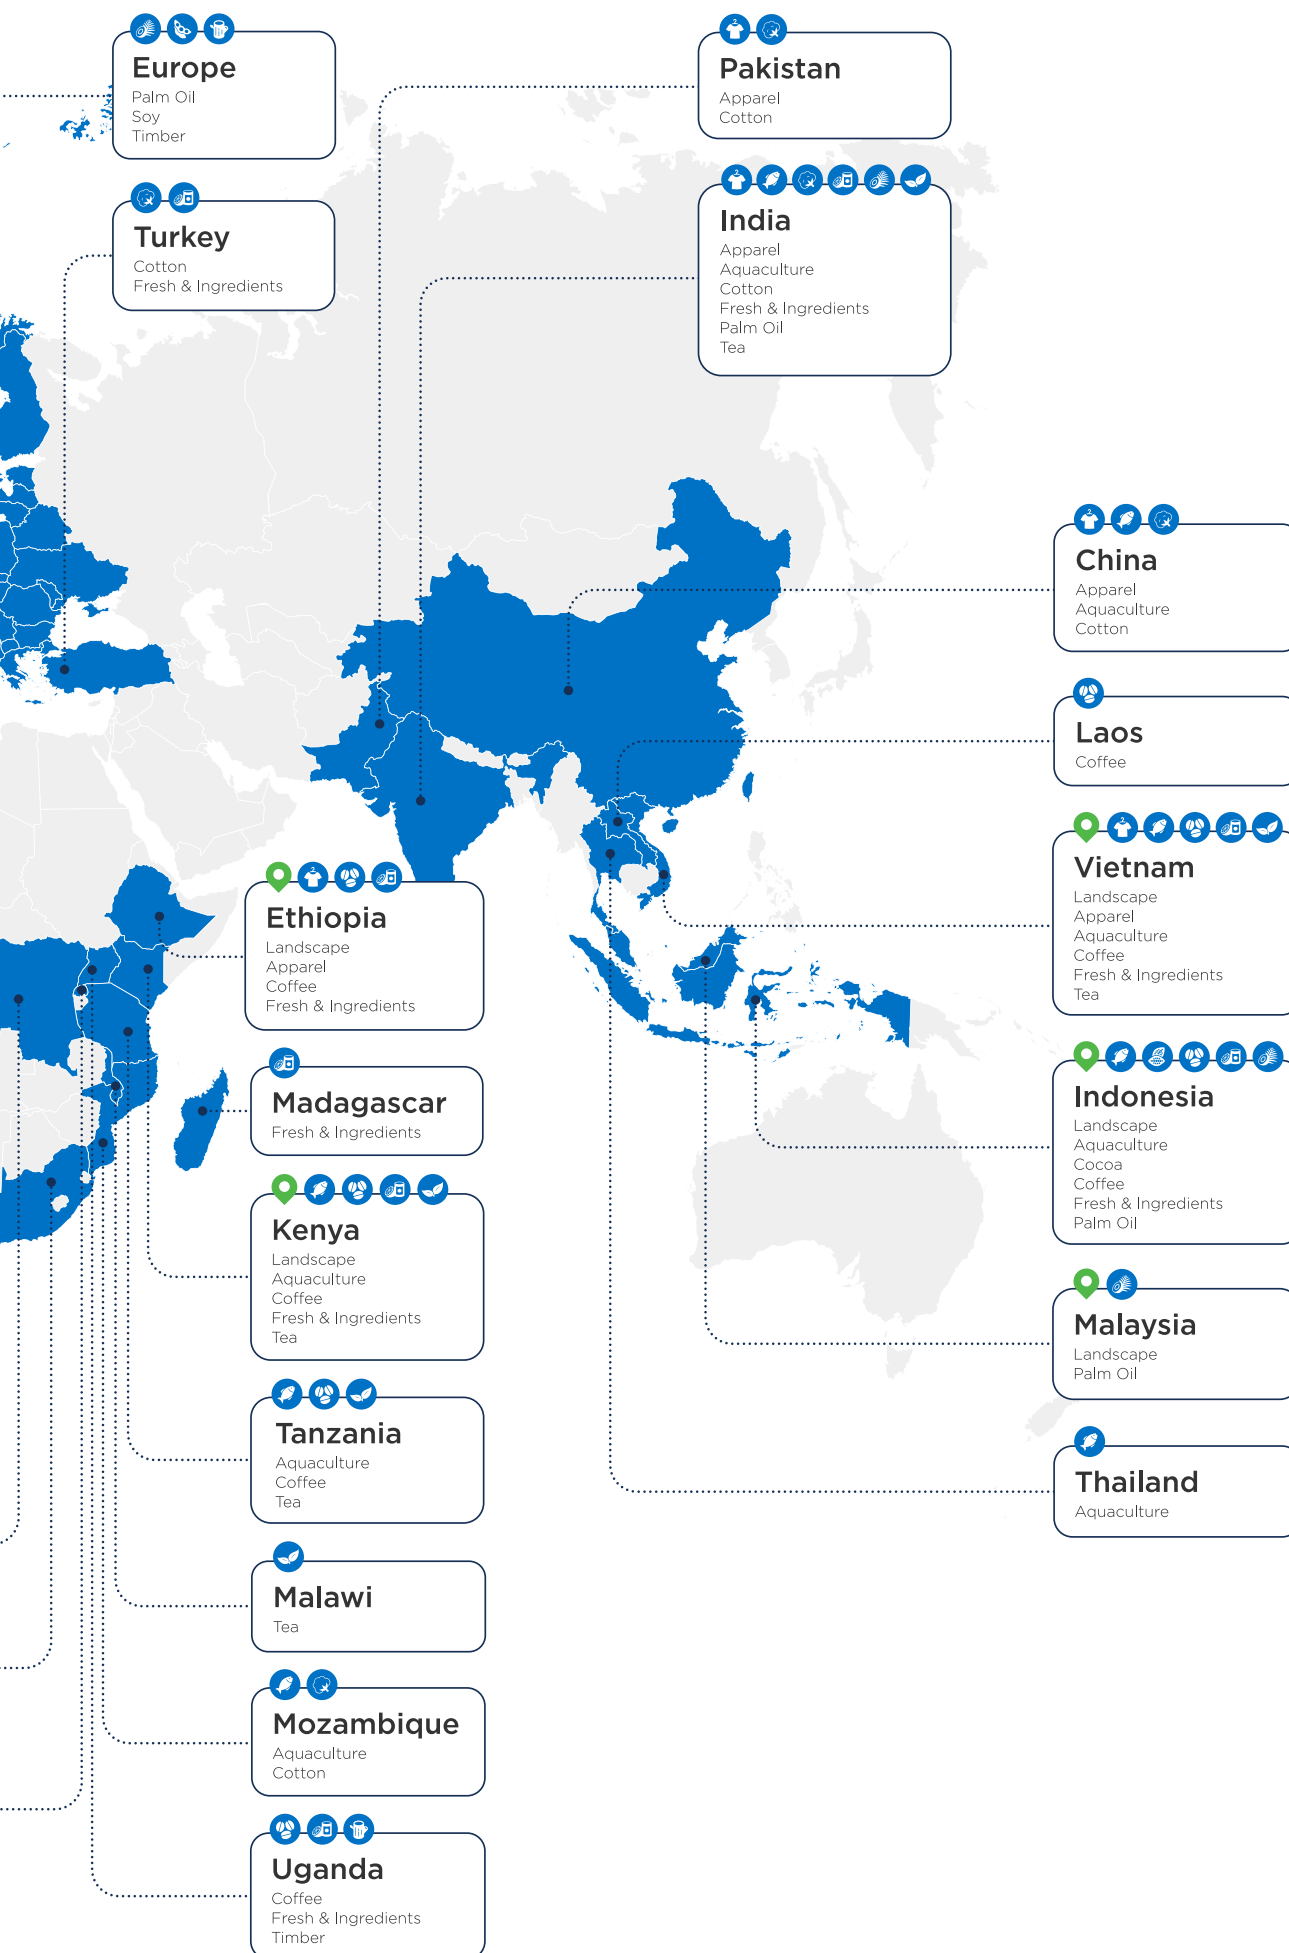 Europe
Palm Oil
Soy
Timber
Turkey
Cotton
Fresh & Ingredients
Pakistan
Apparel
Cotton
India
Apparel
Aquaculture
Cotton
Fresh & Ingredients
Palm Oil
Tea
China
Apparel
Aquaculture
Cotton
Laos
Coffee
Vietnam
Landscape
Apparel
Aquaculture
Coffee
Fresh & Ingredients
Tea
Indonesia
Landscape
Aquaculture
Cocoa
Coffee
Fresh & Ingredients
Palm Oil
Malaysia
Landscape
Palm Oil
Thailand
Aquaculture
Ethiopia
Landscape
Apparel
Coffee
Fresh & Ingredients
Madagascar
Fresh & Ingredients
Kenya
Landscape
Aquaculture
Coffee
Fresh & Ingredients
Tea
Tanzania
Aquaculture
Coffee
Tea
Malawi
Tea
Mozambique
Aquaculture
Cotton
Uganda
Coffee
Fresh & Ingredients
Timber